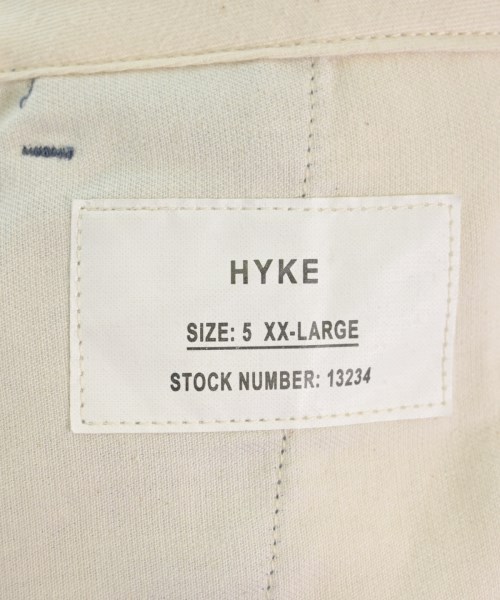 HYKE
SIZE: 5 XX-LARGE
STOCK NUMBER: 13234